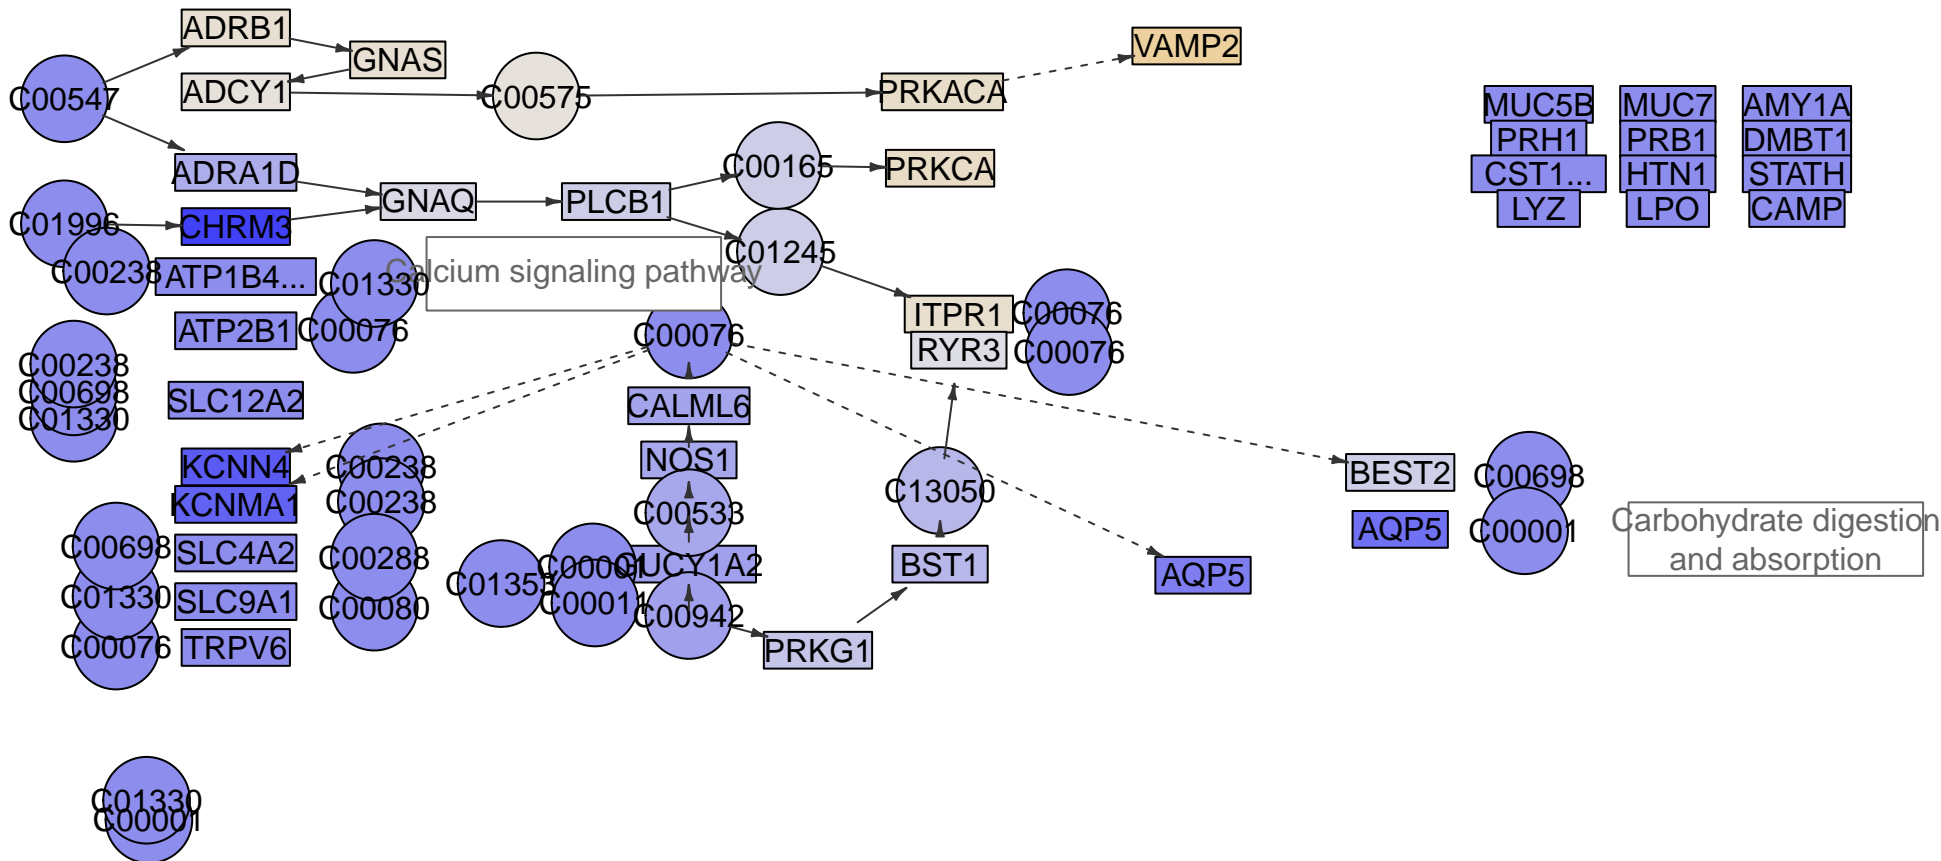 ADRB1
GNAS
VAMP2
C00547
ADCY1
C00575
PRKACA
MUC5B
MUC7
AMY1A
PRH1
PRB1
DMBT1
CST1...
HTN1
STATH
LYZ
LPO
CAMP
ADRA1D
C00165
PRKCA
GNAQ
PLCB1
C01996
CHRM3
C01245
C00238
ATP1B4...
C01330
Calcium signaling pathway
ATP2B1
C00076
C00076
ITPR1
C00076
RYR3
C00076
C00238
C00698
C01330
SLC12A2
CALML6
KCNN4
C00238
NOS1
C13050
BEST2
C00698
KCNMA1
C00238
C00533
AQP5
C00001
Carbohydrate digestion
and absorption
C00698
SLC4A2
C00288
C01353
C00001
GUCY1A2
BST1
AQP5
C01330
SLC9A1
C00080
C00011
C00942
C00076
TRPV6
PRKG1
C01330
C00001